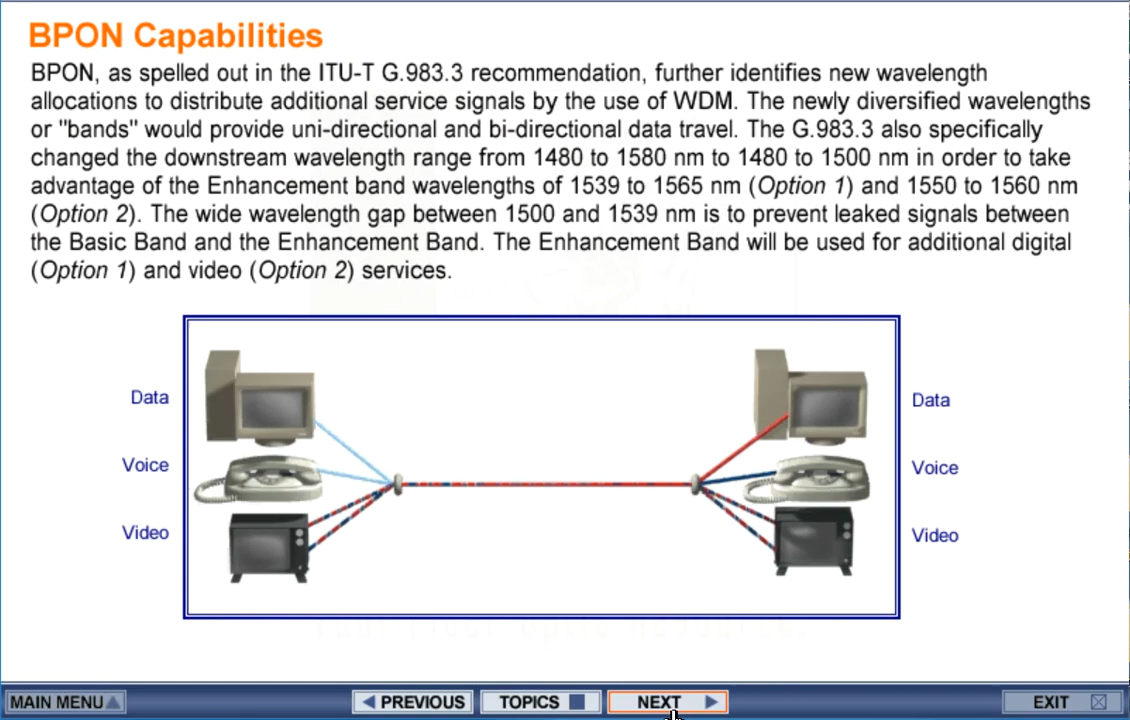 BPON Capabilities
BPON, as spelled out in the ITU-T G.983.3 recommendation, further identifies new wavelength
allocations to distribute additional service signals by the use of WDM. The newly diversified wavelengths
or "bands" would provide uni-directional and bi-directional data travel. The G.983.3 also specifically
changed the downstream wavelength range from 1480 to 1580 nm to 1480 to 1500 nm in order to take
advantage of the Enhancement band wavelengths of 1539 to 1565 nm (Option 1) and 1550 to 1560 nm
(Option 2). The wide wavelength gap between 1500 and 1539 nm is to prevent leaked signals between
the Basic Band and the Enhancement Band. The Enhancement Band will be used for additional digital
(Option 1) and video (Option 2) services.
Data
Data
Voice
Voice
Video
Video
MAIN MENU
PREVIOUS
TOPICS
NEXT
EXIT